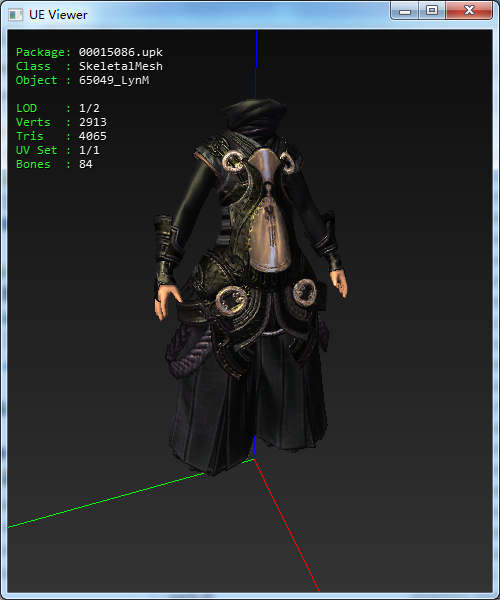 UE Viewer
Package: 00015086.upk
Class  : SkeletalMesh
Object : 65049_LynM
LOD    : 1/2
Verts  : 2913
Tris   : 4065
UV Set : 1/1
Bones  : 84